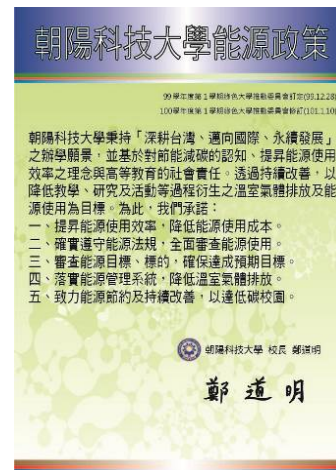 朝陽科技大學能源政策
99學年度第1學期綠色大學推動委員會訂定(99.12.28)
100學年度第1學期綠色大學推動委員會修訂(101.1.10)
朝陽科技大學秉持「深耕台灣、邁向國際、永續發展」
之辦學願景，並基於對節能減碳的認知、提昇能源使用
效率之理念與高等教育的社會責任。透過持續改善，以
降低教學、研究及活動等過程衍生之溫室氣體排放及能
源使用為目標。為此，我們承諾：
一、提昇能源使用效率，降低能源使用成本。
二、確實遵守能源法規，全面審查能源使用。
三、審查能源目標、標的，確保達成預期目標。
四、落實能源管理系統，降低溫室氣體排放。
五、致力能源節約及持續改善，以達低碳校園。
朝陽科技大學 校長 鄭道明
鄭道明